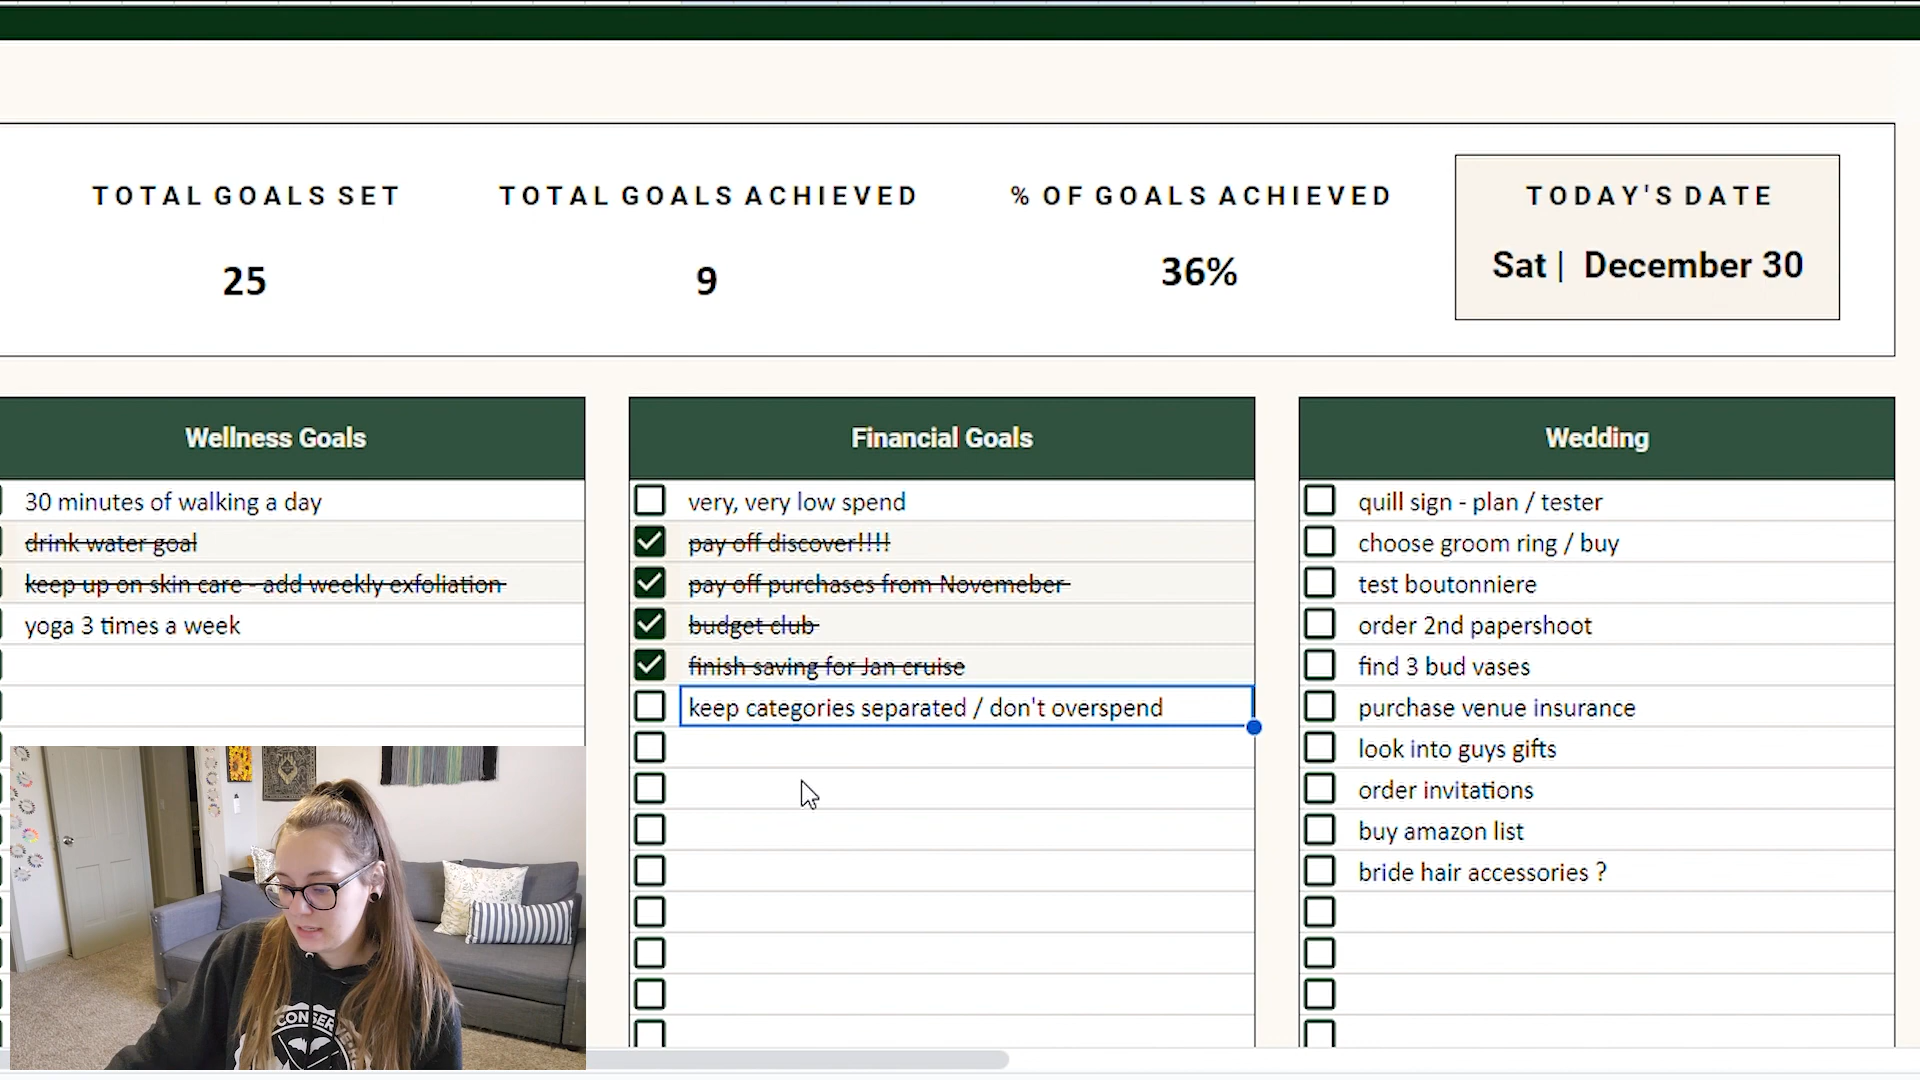 TOTAL GOALS SET
TOTAL GOALS ACHIEVED
% OF GOALS ACHIEVED
TODAY'S DATE
25
9
36%
Sat | December 30
Wellness Goals
30 minutes of walking a day
drink water goal
keep up on skin care - add weekly exfoliation
yoga 3 times a week
Financial Goals
very, very low spend
pay off discover!!!!
pay off purchases from Novemeber
budget club
finish saving for Jan cruise
keep categories separated / don't overspend
Wedding
quill sign - plan / tester
choose groom ring / buy
test boutonniere
order 2nd papershoot
find 3 bud vases
purchase venue insurance
look into guys gifts
order invitations
buy amazon list
bride hair accessories ?